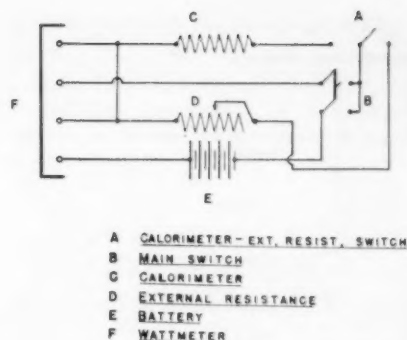 C
A
F
D
B
E
A CALORIMETER-EXT. RESIST. SWITCH
B MAIN SWITCH
C CALORIMETER
D EXTERNAL RESISTANCE
E BATTERY
F WATTMETER